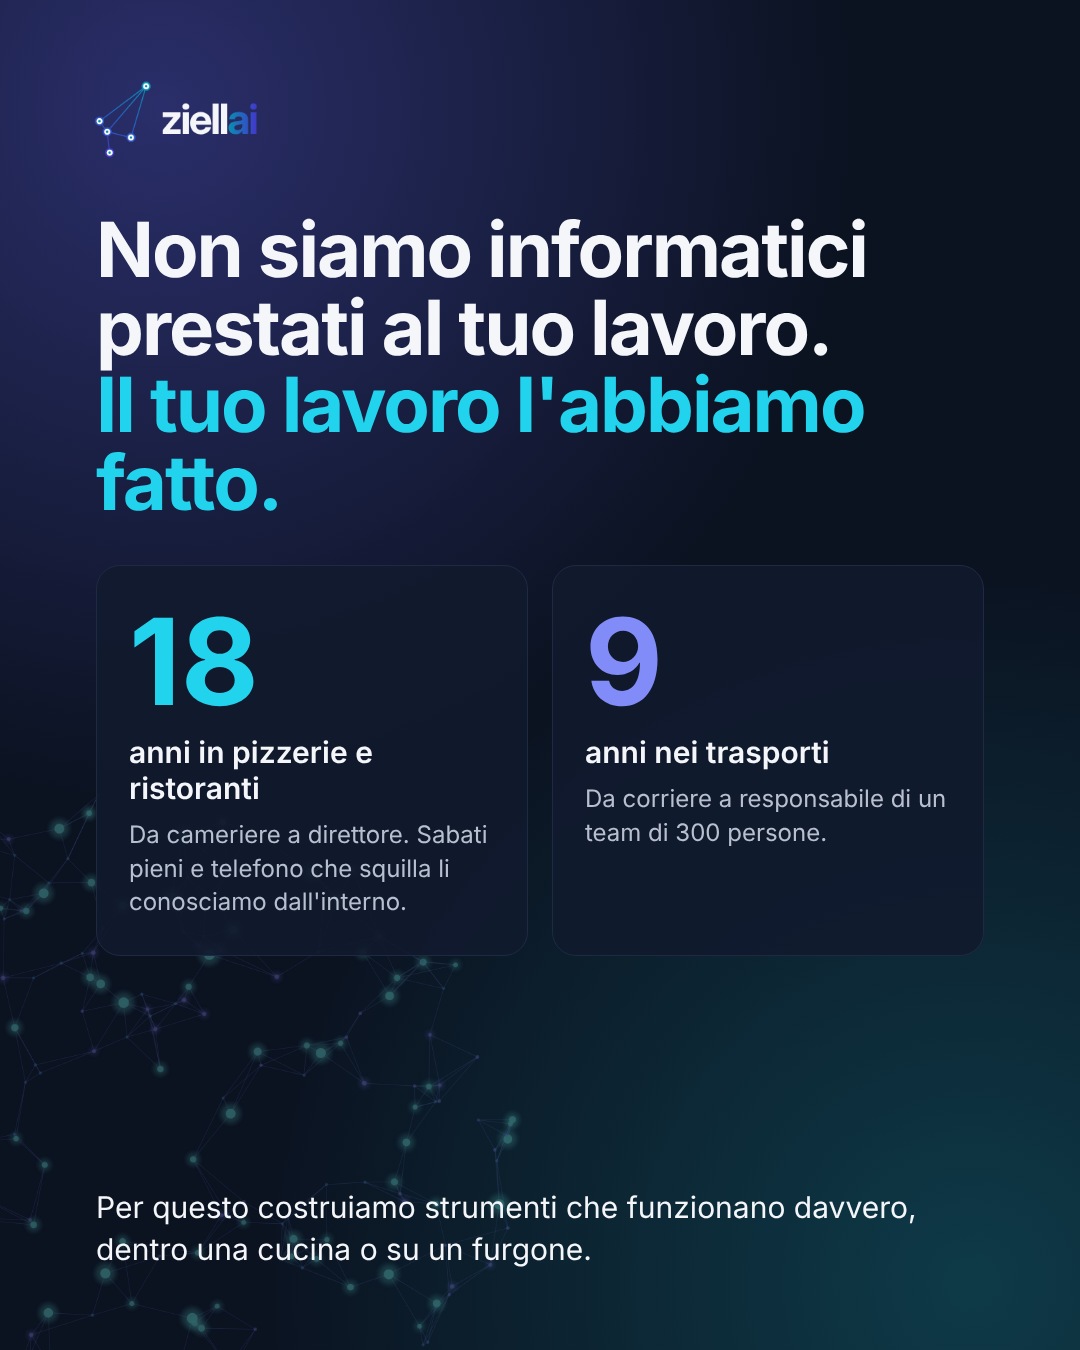 ziellai
Non siamo informatici
prestati al tuo lavoro.
Il tuo lavoro l'abbiamo
fatto.
18
anni in pizzerie e
ristoranti
Da cameriere a direttore. Sabati
pieni e telefono che squilla li
conosciamo dall'interno.
9
anni nei trasporti
Da corriere a responsabile di un
team di 300 persone.
Per questo costruiamo strumenti che funzionano davvero,
dentro una cucina o su un furgone.